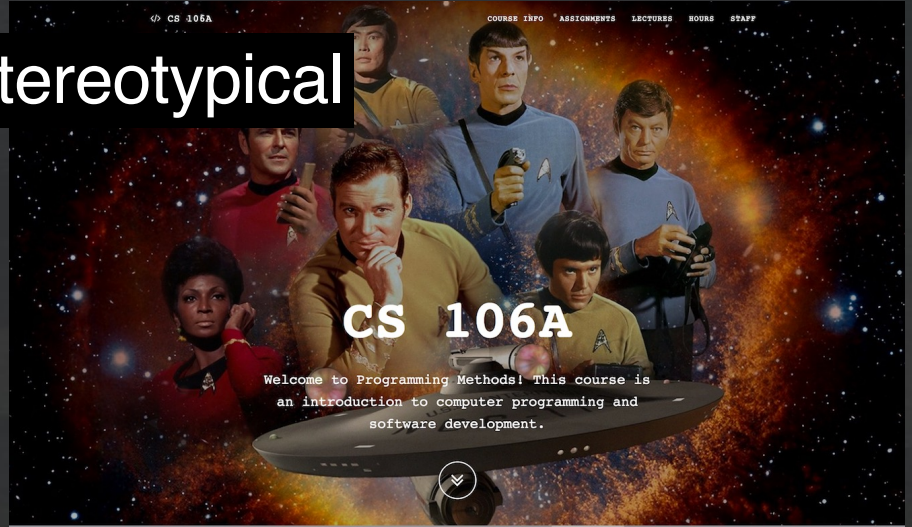 </> CS 106A
COURSE INFO ASSIGNMENTS LECTURES HOURS STAFF
tereotypical
CS 106A
Welcome to Programming Methods! This course is
an introduction to computer programming and
software development.